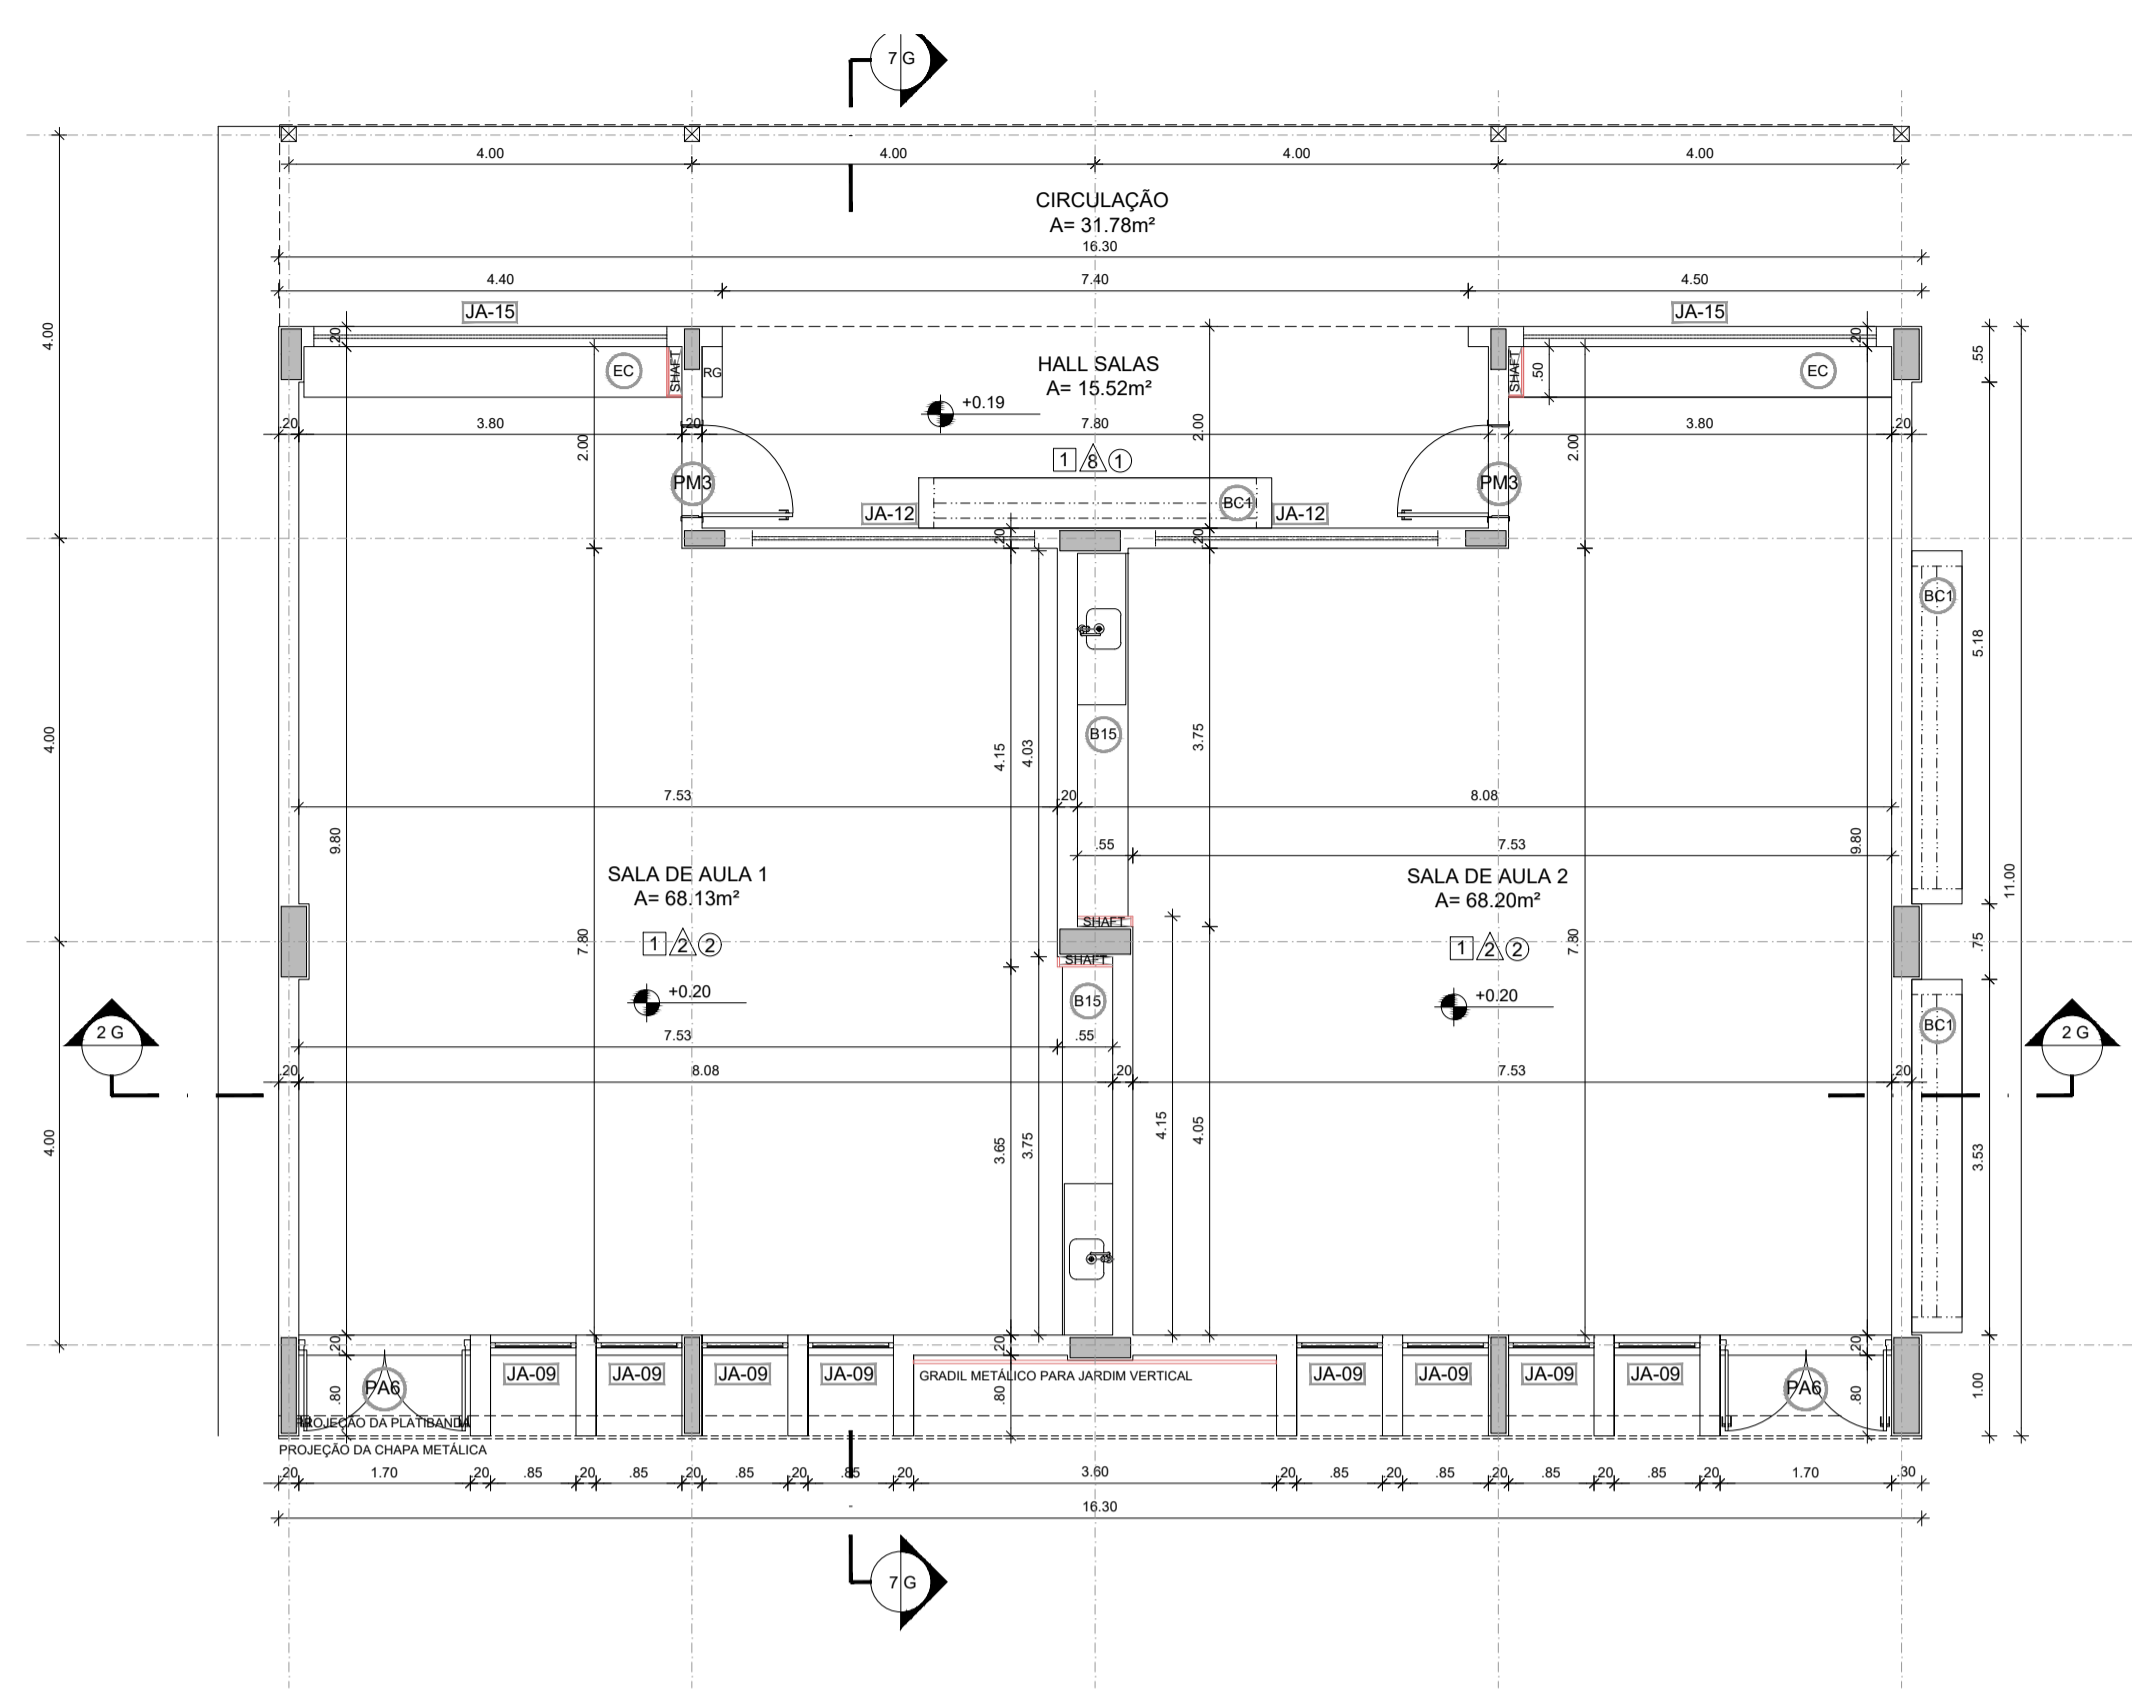 7 G
4.00
4.00
4.00
4.00
CIRCULAÇÃO
A= 31.78m²
16.30
4.40
7.40
4.50
JA-15
JA-15
4.00
.20
.20
.55
SHAFT
RG
EC
HALL SALAS
A= 15.52m²
SHAFT
.50
EC
+0.19
.20
3.80
.20
7.80
3.80
.20
2.00
2.00
2.00
1 8 1
PM3
PM3
JA-12
BC1
JA-12
.20
.20
BC1
4.00
5.18
B15
4.15
4.03
3.75
7.53
.20
8.08
9.80
.55
7.53
9.80
11.00
SALA DE AULA 1
A= 68.13m²
SALA DE AULA 2
A= 68.20m²
SHAFT
1 2 2
7.80
1 2 2
7.80
.75
SHAFT
+0.20
B15
+0.20
BC1
2 G
2 G
7.53
.55
.20
8.08
.20
7.53
.20
4.00
3.65
3.75
4.15
4.05
3.53
.20
.20
.20
PA6
JA-09
JA-09
JA-09
JA-09
GRADIL METÁLICO PARA JARDIM VERTICAL
JA-09
JA-09
JA-09
JA-09
PA6
.80
.80
.80
1.00
PROJEÇÃO DA PLATIBANDA
PROJEÇÃO DA CHAPA METÁLICA
.20
1.70
.20
.85
.20
.85
.20
.85
.20
.85
.20
3.60
.20
.85
.20
.85
.20
.85
.20
.85
.20
1.70
.30
16.30
7 G